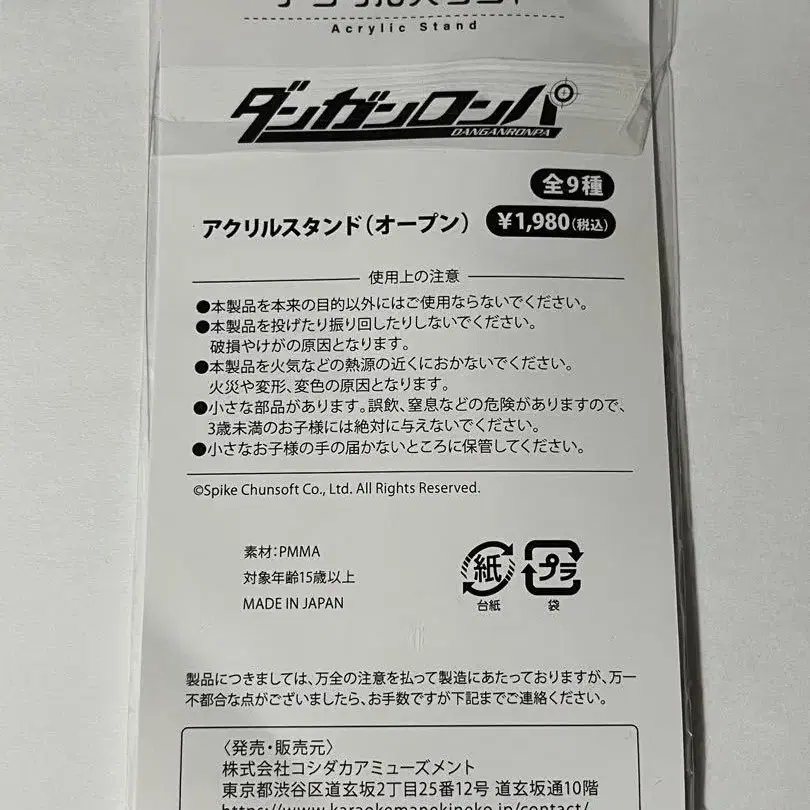 Acrylic Stand
ダンガンロンパ
DANGANRONPA
全9種
アクリルスタンド(オープン) ¥1,980(税込)
使用上の注意
●本製品を本来の目的以外にはご使用ならないでください。
●本製品を投げたり振り回したりしないでください。
破損やけがの原因となります。
●本製品を火気などの熱源の近くにおかないでください。
火災や変形、変色の原因となります。
●小さな部品があります。誤飲、窒息などの危険がありますので、
3歳未満のお子様には絶対に与えないでください。
●小さなお子様の手の届かないところに保管してください。
©Spike Chunsoft Co., Ltd. All Rights Reserved.
素材:PMMA
対象年齢15歳以上
MADE IN JAPAN
紙
台紙
プラ
袋
製品につきましては、万全の注意を払って製造にあたっておりますが、万一
不都合な点がございましたら、お手数ですが下記までご連絡ください。
〈発売・販売元〉
株式会社コシダカアミューズメント
東京都渋谷区道玄坂2丁目25番12号 道玄坂通10階
https://www.karaokemanekineko.jp/contact/